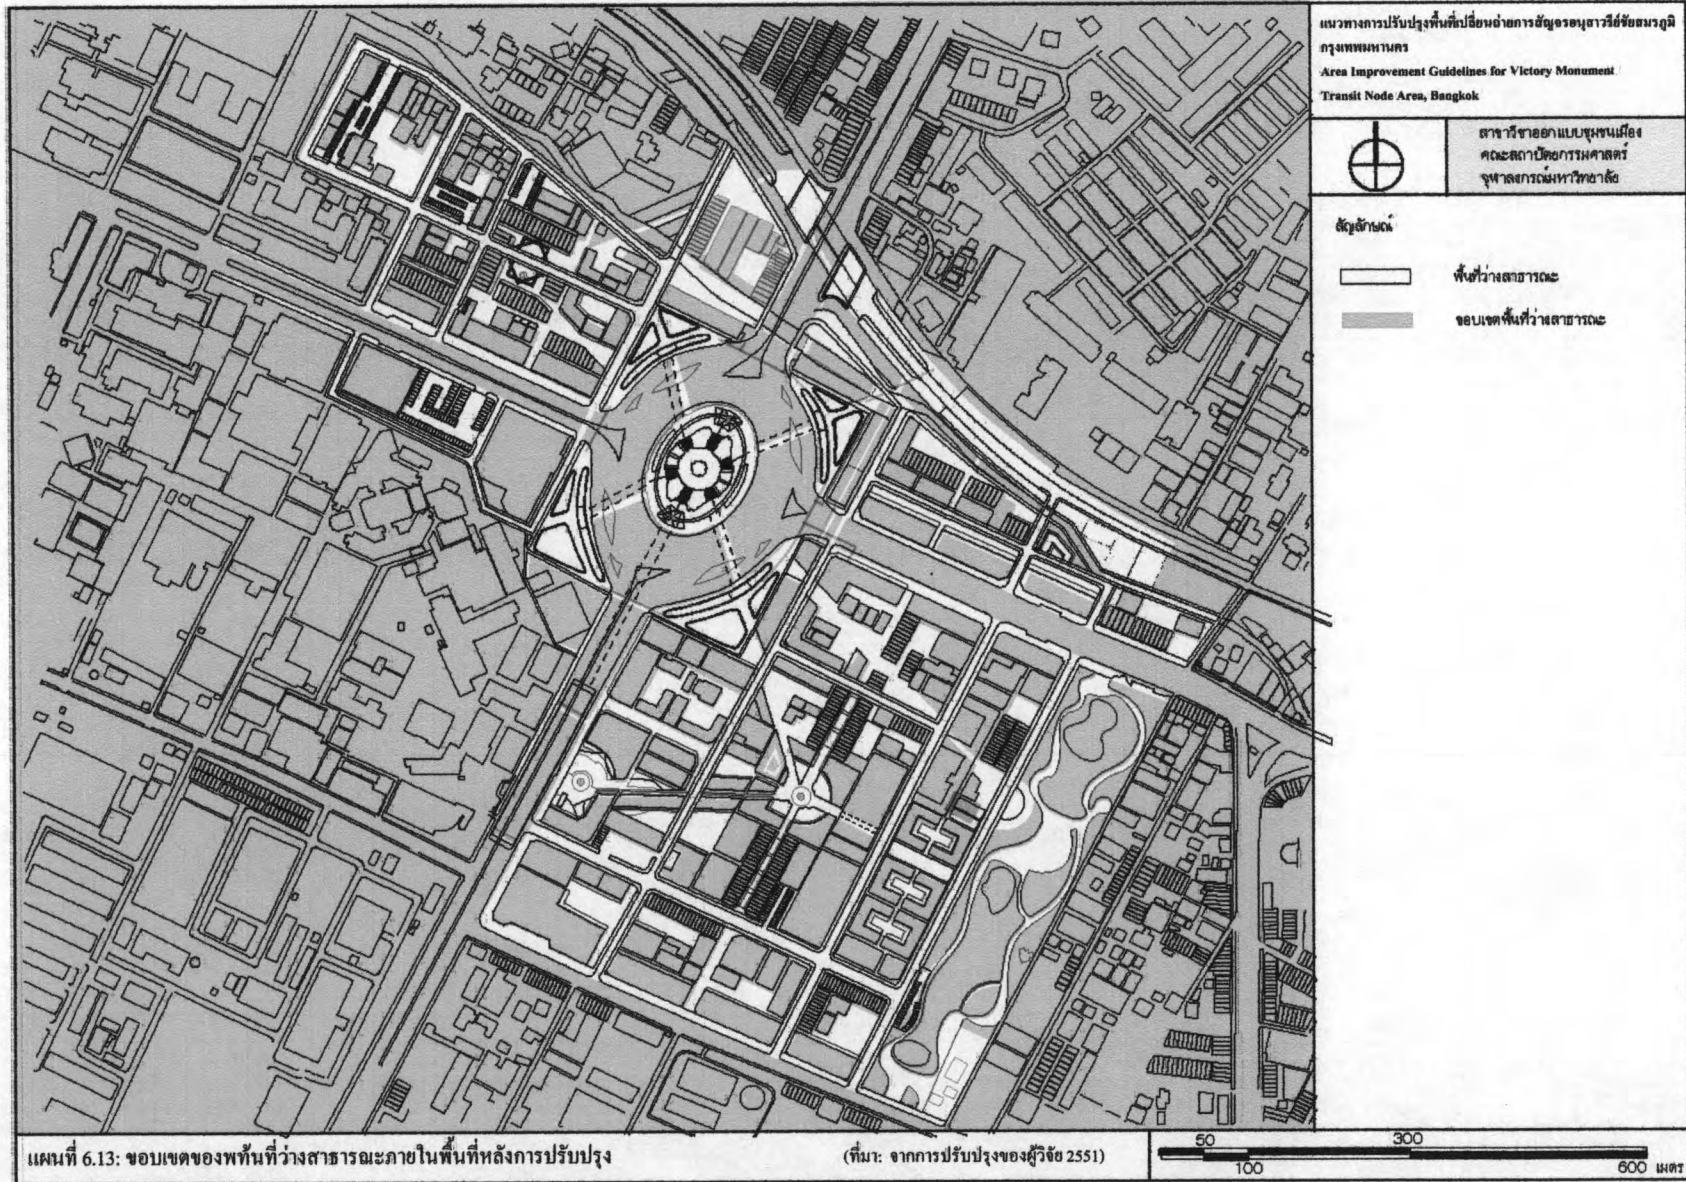 แนวทางการปรับปรุงพื้นที่เปลี่ยนถ่ายการสัญจรอนุสาวรีย์ชัยสมรภูมิ
กรุงเทพมหานคร
Area Improvement Guidelines for Victory Monument
Transit Node Area, Bangkok
สาขาวิชาออกแบบชุมชนเมือง
คณะสถาปัตยกรรมศาสตร์
จุฬาลงกรณ์มหาวิทยาลัย
สัญลักษณ์
พื้นที่ว่างสาธารณะ
ขอบเขตพื้นที่ว่างสาธารณะ
แผนที่ 6.13: ขอบเขตของพท้นที่ว่างสาธารณะภายในพื้นที่หลังการปรับปรุง
(ที่มา: จากการปรับปรุงของผู้วิจัย 2551)
50 300
100 600 เมตร